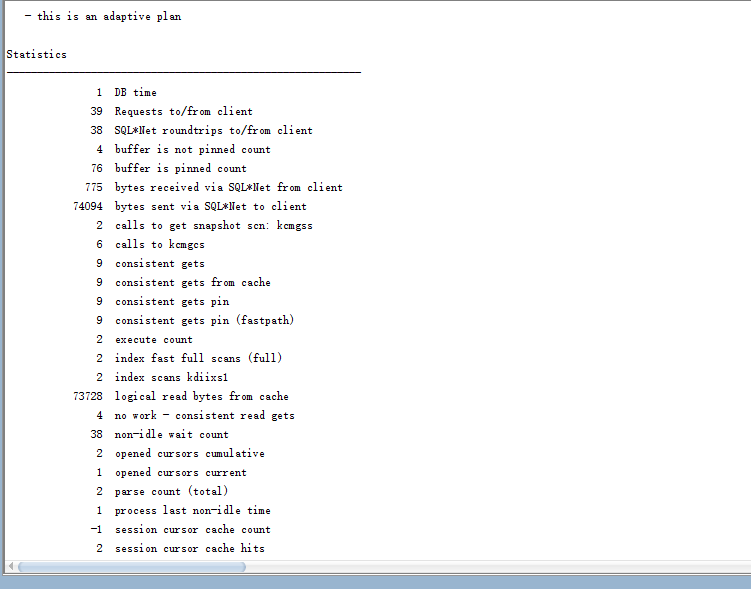 - this is an adaptive plan
Statistics
-----------------------------------------------------------
1 DB time
39 Requests to/from client
38 SQL*Net roundtrips to/from client
4 buffer is not pinned count
76 buffer is pinned count
775 bytes received via SQL*Net from client
74094 bytes sent via SQL*Net to client
2 calls to get snapshot scn: kcmgss
6 calls to kcmgcs
9 consistent gets
9 consistent gets from cache
9 consistent gets pin
9 consistent gets pin (fastpath)
2 execute count
2 index fast full scans (full)
2 index scans kdiixs1
73728 logical read bytes from cache
4 no work - consistent read gets
38 non-idle wait count
2 opened cursors cumulative
1 opened cursors current
2 parse count (total)
1 process last non-idle time
-1 session cursor cache count
2 session cursor cache hits